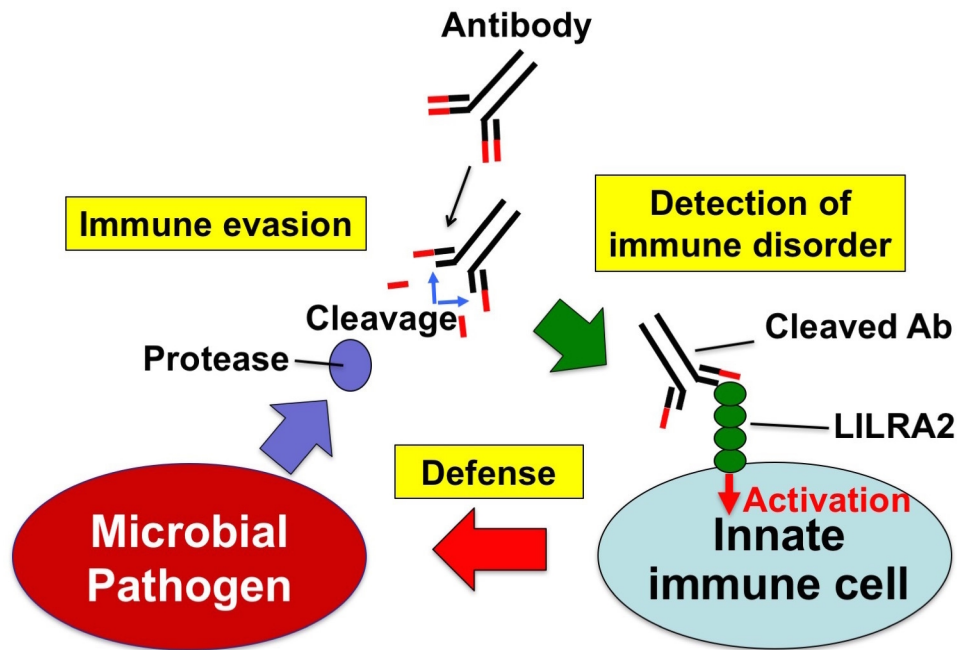 Antibody
Immune evasion
Detection of
immune disorder
Cleavage
Protease
Cleaved Ab
LILRA2
Defense
Activation
Microbial
Pathogen
Innate
immune cell